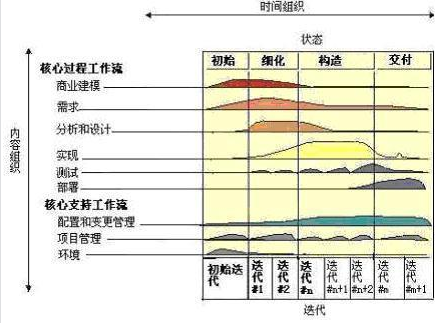 时间组织
状态
初始 细化 构造 交付
核心过程工作流
商业建模
需求
分析和设计
实现
测试
部署
核心支持工作流
配置和变更管理
项目管理
环境
内容组织
初始迭代 迭代#1 迭代#2 迭代#n 迭代#n+1 迭代#n+2 迭代#n 迭代#m+1
迭代